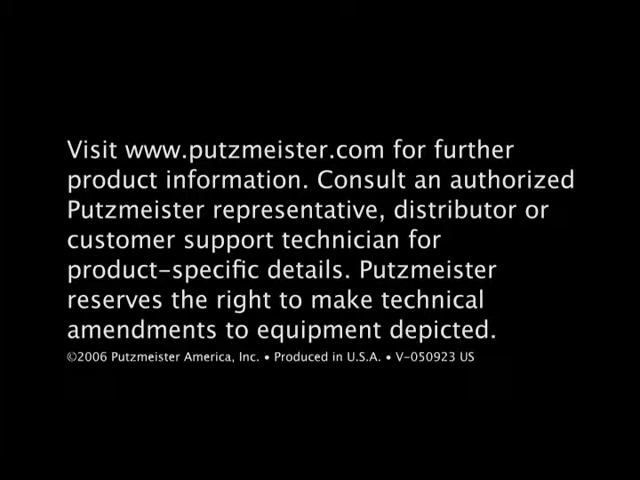 Visit www.putzmeister.com for further
product information. Consult an authorized
Putzmeister representative, distributor or
customer support technician for
product-specific details. Putzmeister
reserves the right to make technical
amendments to equipment depicted.
©2006 Putzmeister America, Inc. • Produced in U.S.A. • V-050923 US